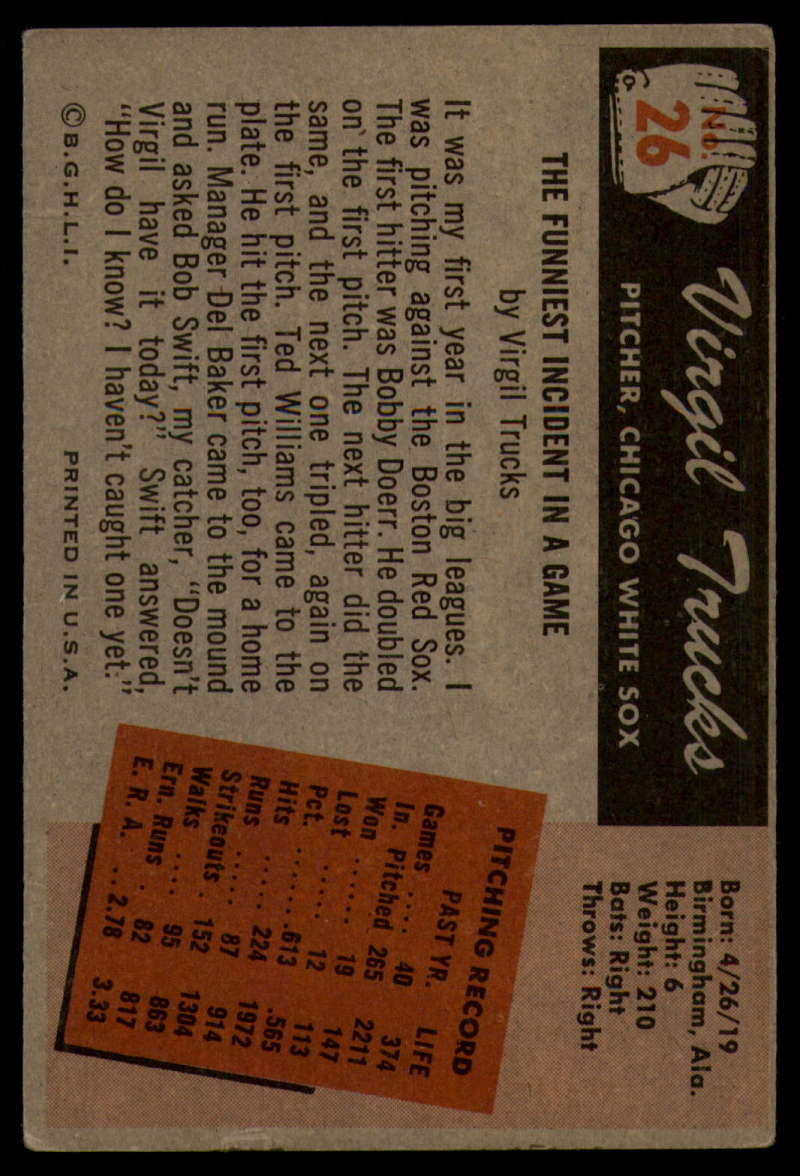 No.
26
Virgil Trucks
PITCHER, CHICAGO WHITE SOX
Born: 4/26/19
Birmingham, Ala.
Height: 6
Weight: 210
Bats: Right
Throws: Right
THE FUNNIEST INCIDENT IN A GAME
by Virgil Trucks
It was my first year in the big leagues. I
was pitching against the Boston Red Sox.
The first hitter was Bobby Doerr. He doubled
on the first pitch. The next hitter did the
same, and the next one tripled, again on
the first pitch. Ted Williams came to the
plate. He hit the first pitch, too, for a home
run. Manager Del Baker came to the mound
and asked Bob Swift, my catcher, "Doesn't
Virgil have it today?" Swift answered,
"How do I know? I haven't caught one yet."
© B.G.H.L.I. PRINTED IN U.S.A.
PITCHING RECORD
PAST YR. LIFE
Games .... 40 374
In. Pitched 265 2211
Won ...... 19 147
Lost ..... 12 113
Pct. ...... .613 .565
Hits ..... 224 1972
Runs ..... 87 914
Strikeouts . 152 1304
Walks .... 95 863
Ern. Runs . 82 817
E. R. A. .. 2.78 3.33